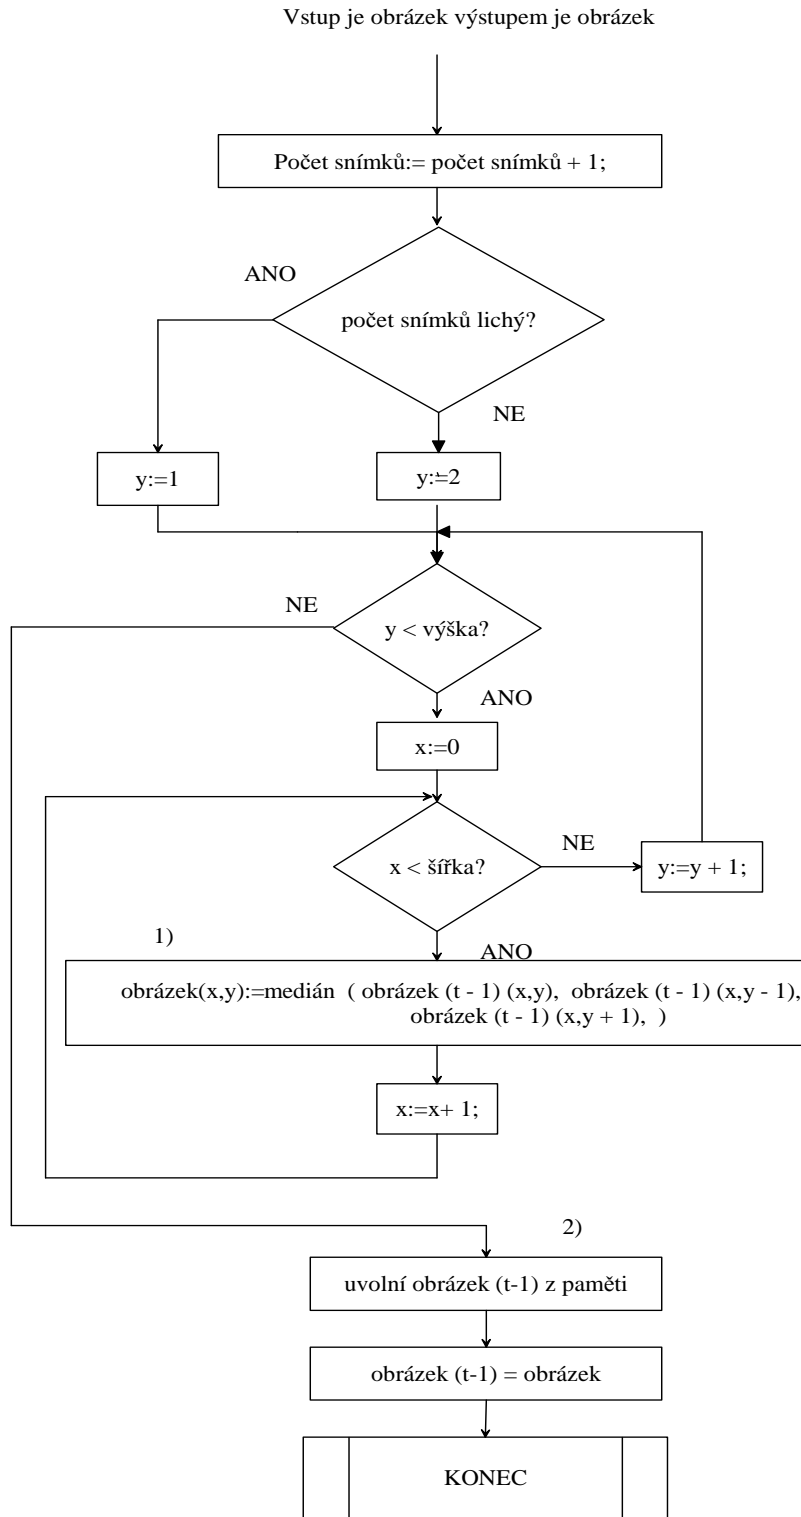 Vstup je obrázek výstupem je obrázek
Počet snímků:= počet snímků + 1;
ANO
počet snímků lichý?
NE
y:=1
y:=2
NE
y < výška?
ANO
x:=0
x < šířka?
NE
y:=y + 1;
1)
ANO
obrázek(x,y):=medián ( obrázek (t - 1) (x,y), obrázek (t - 1) (x,y - 1),
obrázek (t - 1) (x,y + 1), )
x:=x+ 1;
2)
uvolní obrázek (t-1) z paměti
obrázek (t-1) = obrázek
KONEC